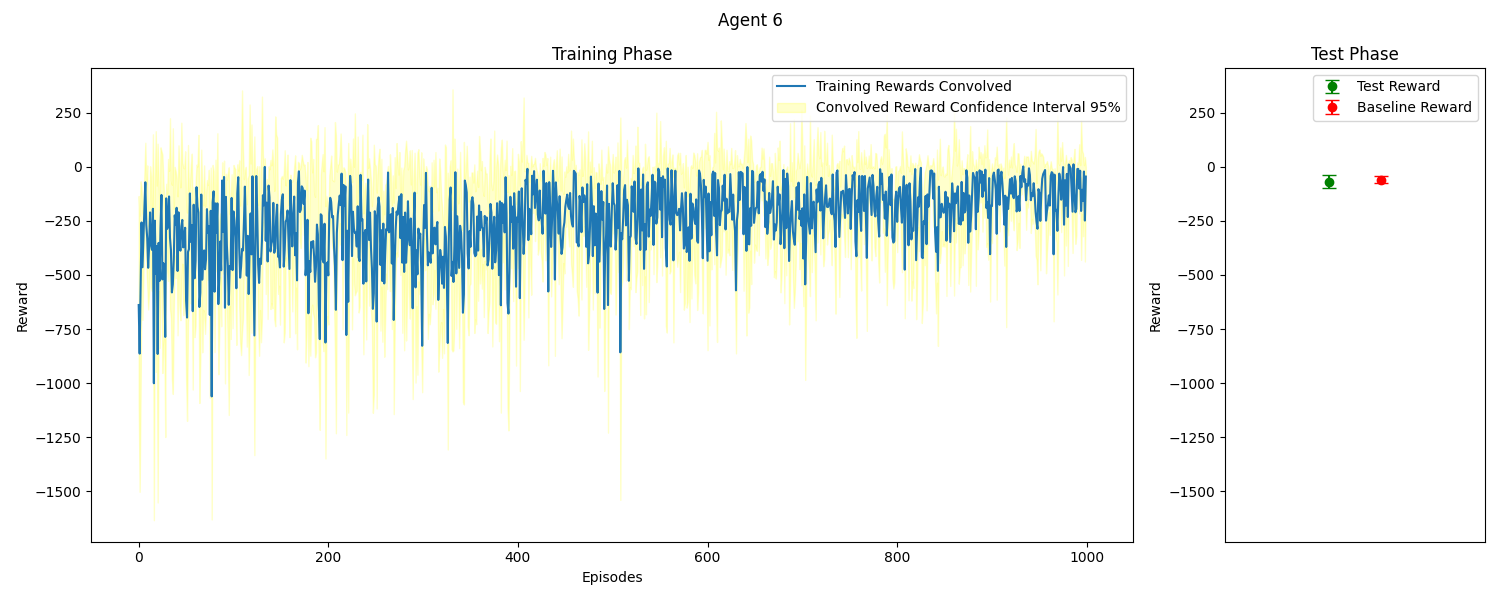 Agent 6
Training Phase
Training Rewards Convolved
Convolved Reward Confidence Interval 95%
Reward
250
0
−250
−500
−750
−1000
−1250
−1500
0
200
400
600
800
1000
Episodes
Test Phase
Test Reward
Baseline Reward
Reward
250
0
−250
−500
−750
−1000
−1250
−1500